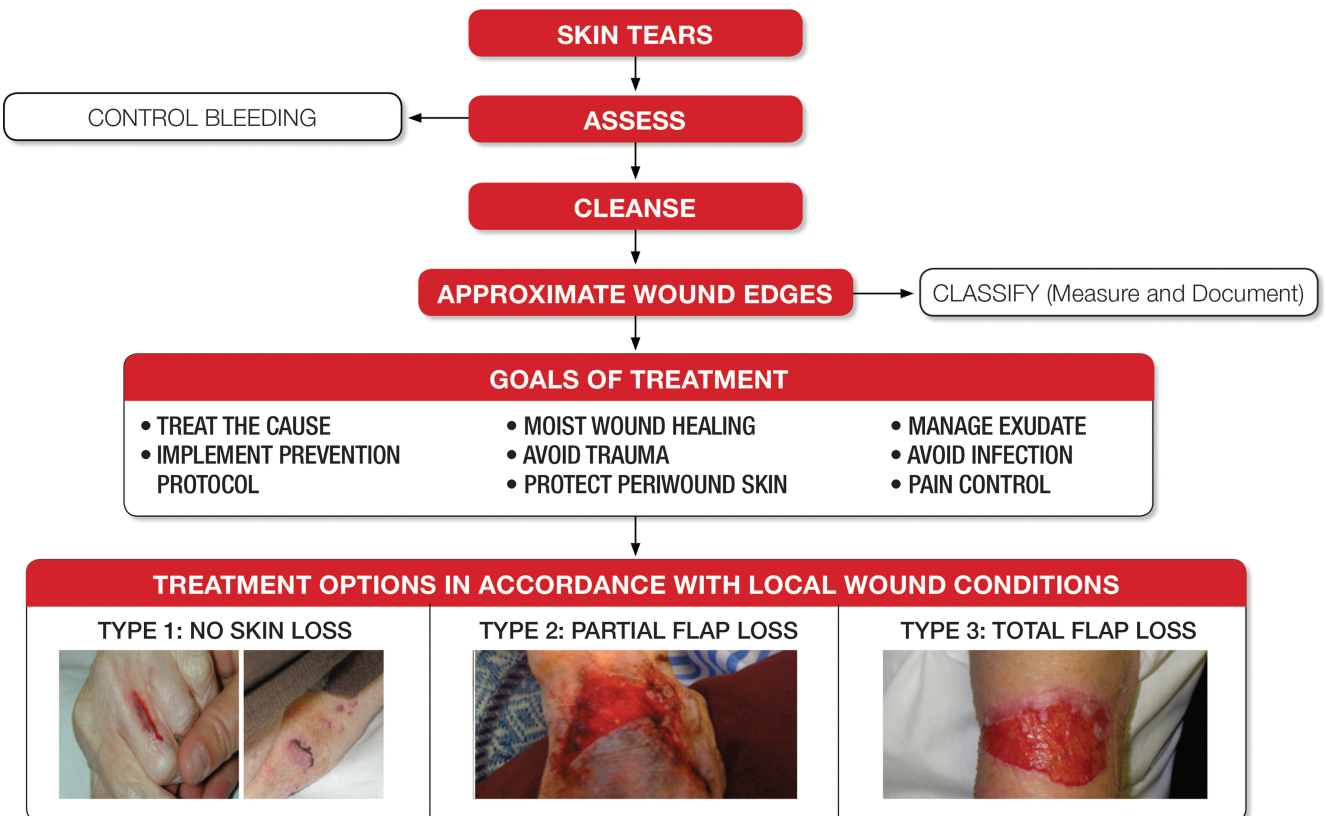 SKIN TEARS
CONTROL BLEEDING
ASSESS
CLEANSE
APPROXIMATE WOUND EDGES
CLASSIFY (Measure and Document)
GOALS OF TREATMENT
• TREAT THE CAUSE
• IMPLEMENT PREVENTION
PROTOCOL
• MOIST WOUND HEALING
• AVOID TRAUMA
• PROTECT PERIWOUND SKIN
• MANAGE EXUDATE
• AVOID INFECTION
• PAIN CONTROL
TREATMENT OPTIONS IN ACCORDANCE WITH LOCAL WOUND CONDITIONS
TYPE 1: NO SKIN LOSS
TYPE 2: PARTIAL FLAP LOSS
TYPE 3: TOTAL FLAP LOSS